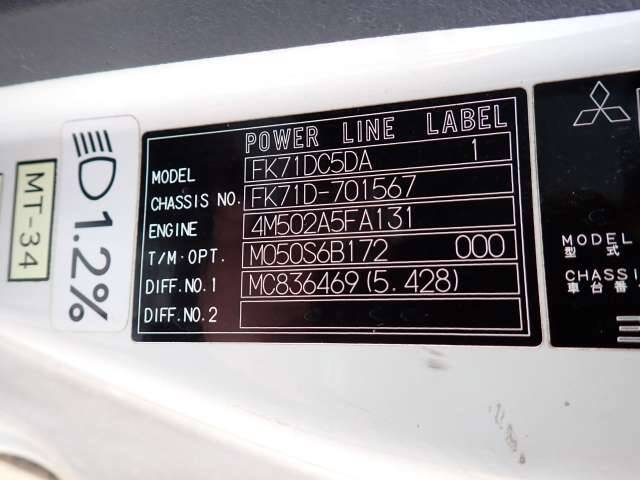 MT-34
1.2%
POWER LINE LABEL
MODEL FK71DC5DA 1
CHASSIS NO. FK71D-701567
ENGINE 4M502A5FA131
T/M·OPT. M050S6B172 000
DIFF.NO.1 MC836469(5.428)
DIFF.NO.2
MODEL
型式
CHASSI
車台番